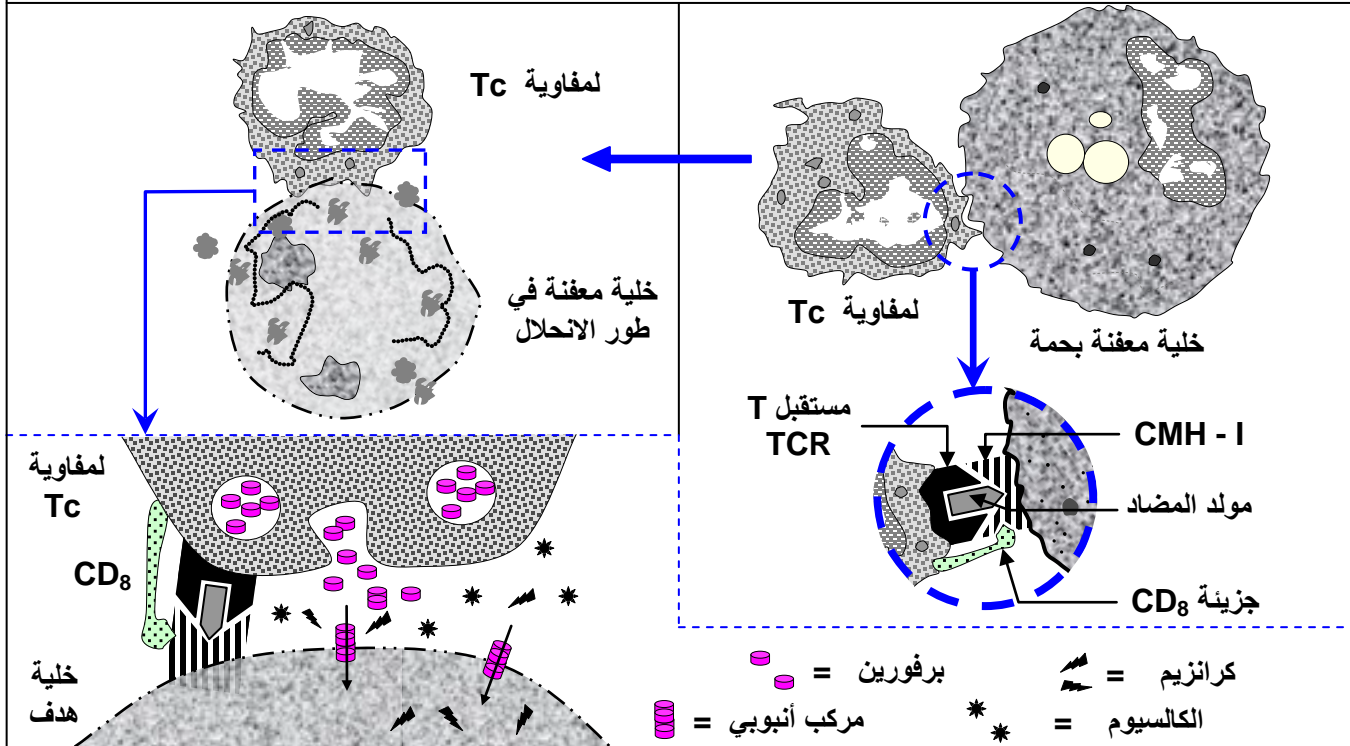 لمفاوية Tc
خلية معفنة بحمة
مستقبل T
TCR
CMH - I
مولد المضاد
جزيئة CD₈
لمفاوية Tc
خلية معفنة في
طور الانحلال
لمفاوية
Tc
CD₈
خلية
هدف
كرانزيم =
برفورين =
الكالسيوم =
مركب أنبوبي =